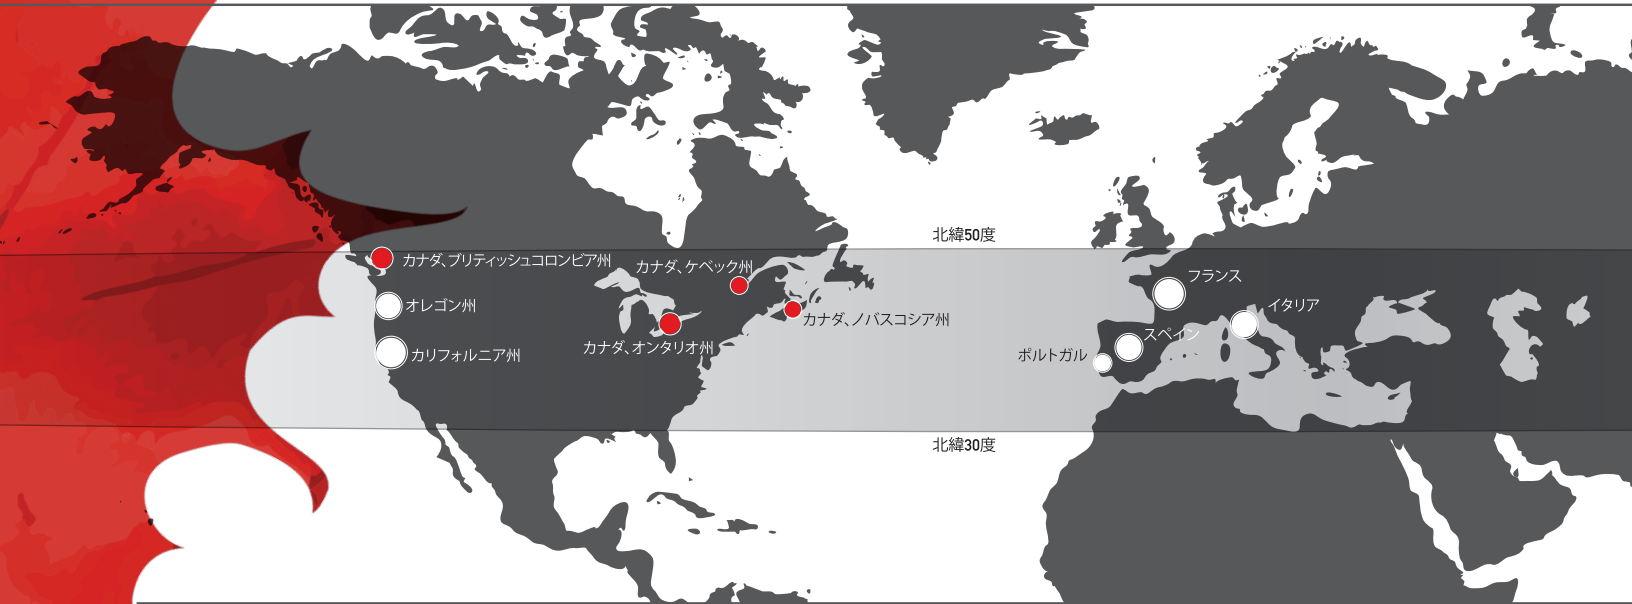 北緯50度
カナダ、ブリティッシュコロンビア州
カナダ、ケベック州
フランス
オレゴン州
イタリア
カナダ、ノバスコシア州
スペイン
カナダ、オンタリオ州
カリフォルニア州
ポルトガル
北緯30度